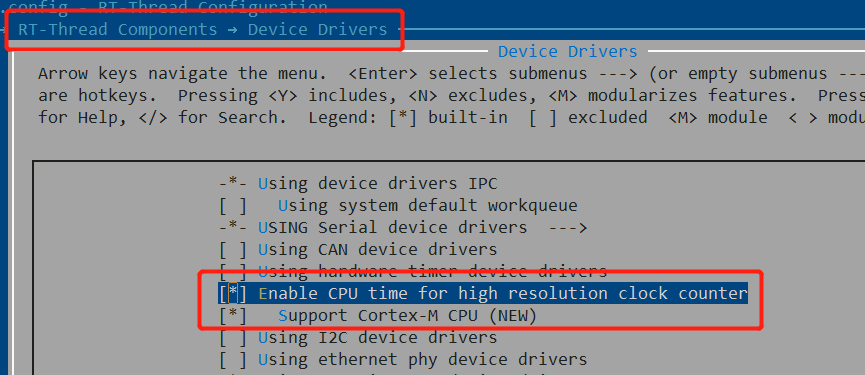 .config - RT-Thread Configuration
→ RT-Thread Components → Device Drivers
Device Drivers
Arrow keys navigate the menu. <Enter> selects submenus ---> (or empty submenus ---
are hotkeys. Pressing <Y> includes, <N> excludes, <M> modularizes features. Pres
for Help, </> for Search. Legend: [*] built-in [ ] excluded <M> module < > modu
-*- Using device drivers IPC
[ ] Using system default workqueue
-*- USING Serial device drivers --->
[ ] Using CAN device drivers
[ ] Using hardware timer device drivers
[*] Enable CPU time for high resolution clock counter
[*] Support Cortex-M CPU (NEW)
[ ] Using I2C device drivers
[ ] Using ethernet phy device drivers